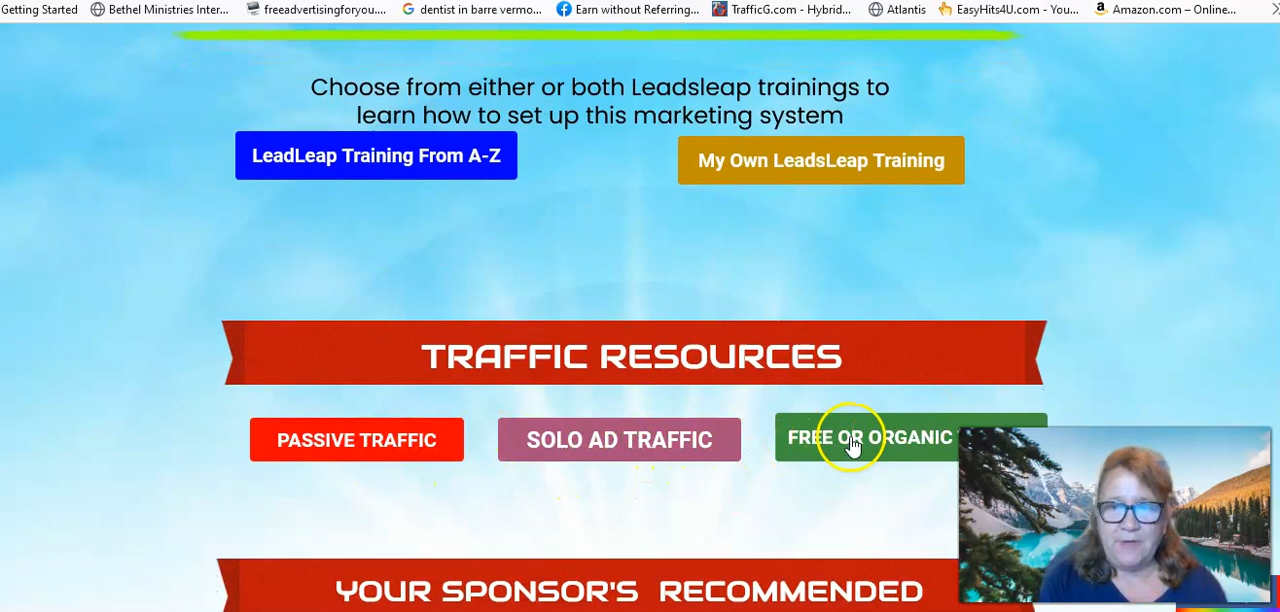 Getting Started Bethel Ministries Inter... freeadvertisingforyou.... dentist in barre vermo... Earn without Referring... TrafficG.com - Hybrid... Atlantis EasyHits4U.com - You... Amazon.com – Online...
Choose from either or both Leadsleap trainings to
learn how to set up this marketing system
LeadLeap Training From A-Z
My Own LeadsLeap Training
TRAFFIC RESOURCES
PASSIVE TRAFFIC
SOLO AD TRAFFIC
FREE OR ORGANIC
YOUR SPONSOR'S RECOMMENDED